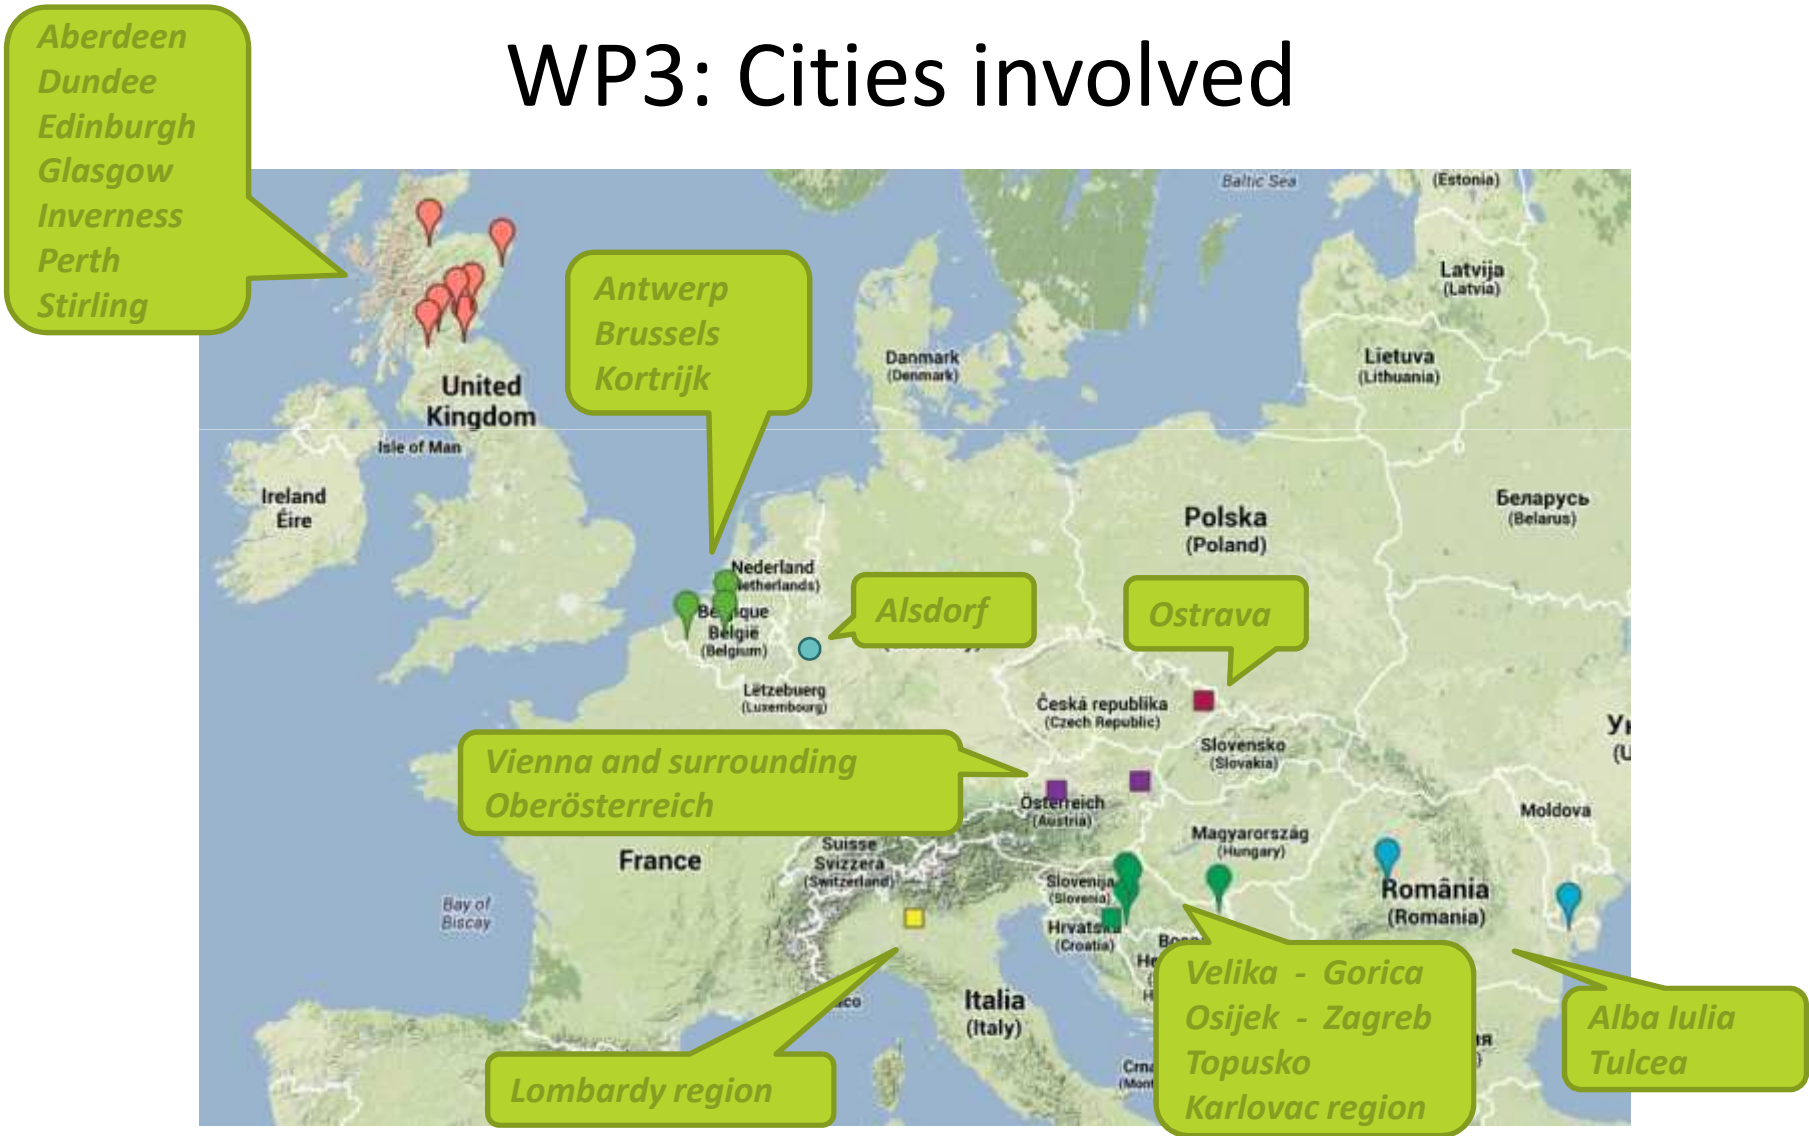 WP3: Cities involved
Aberdeen
Dundee
Edinburgh
Glasgow
Inverness
Perth
Stirling
Antwerp
Brussels
Kortrijk
Baltic Sea
(Estonia)
Latvija
(Latvia)
Danmark
(Denmark)
Lietuva
(Lithuania)
United
Kingdom
Isle of Man
Ireland
Éire
Polska
(Poland)
Беларусь
(Belarus)
Nederland
België
(Belgium)
Alsdorf
Ostrava
Lëtzebuerg
(Luxembourg)
Česká republika
(Czech Republic)
Slovensko
(Slovakia)
Vienna and surrounding
Oberösterreich
Österreich
(Austria)
Moldova
Magyarország
(Hungary)
France
Suisse
Svizzera
(Switzerland)
Slovenija
(Slovenia)
România
(Romania)
Bay of
Biscay
(Croatia)
Italia
(Italy)
Velika - Gorica
Osijek - Zagreb
Topusko
Karlovac region
Alba Iulia
Tulcea
Lombardy region